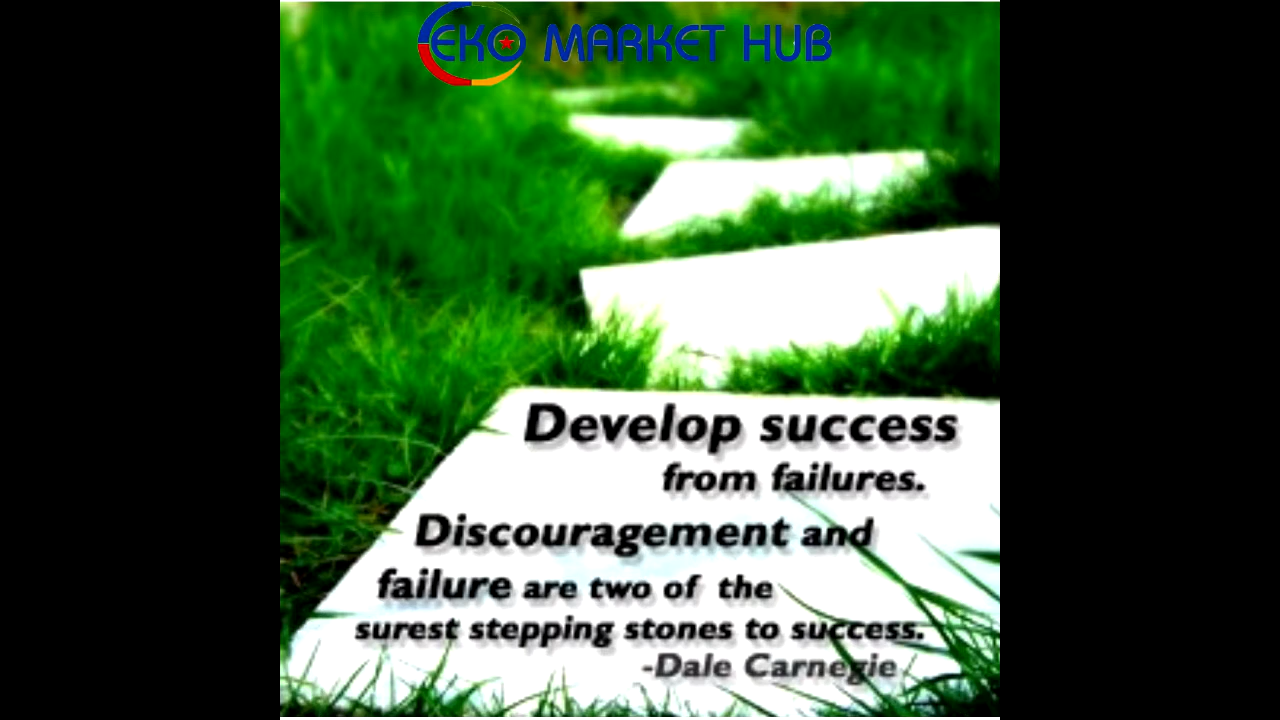 EKO MARKET HUB
Develop success
from failures.
Discouragement and
failure are two of the
surest stepping stones to success.
-Dale Carnegie